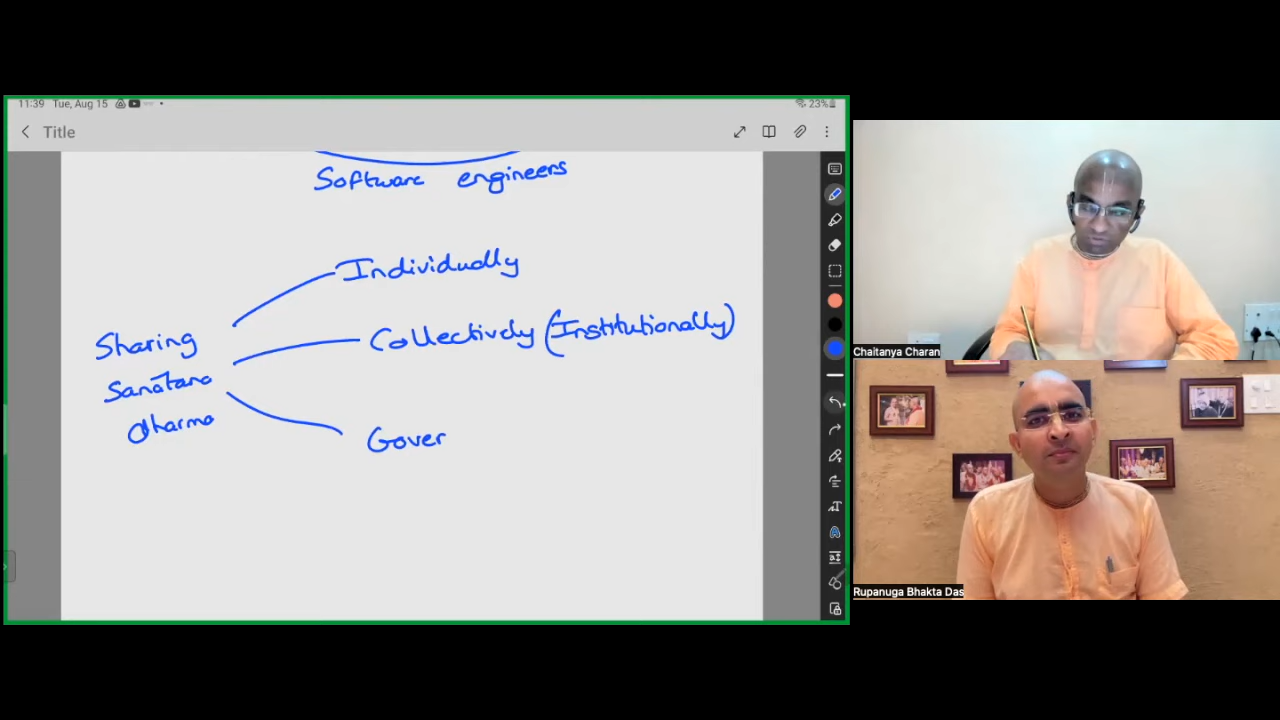 11:39 Tue, Aug 15
23%
Title
Software engineers
Individually
Collectively (Institutionally)
Sharing
Sanātana
dharma
Gover
Chaitanya Charan
Rupanuga Bhakta Das